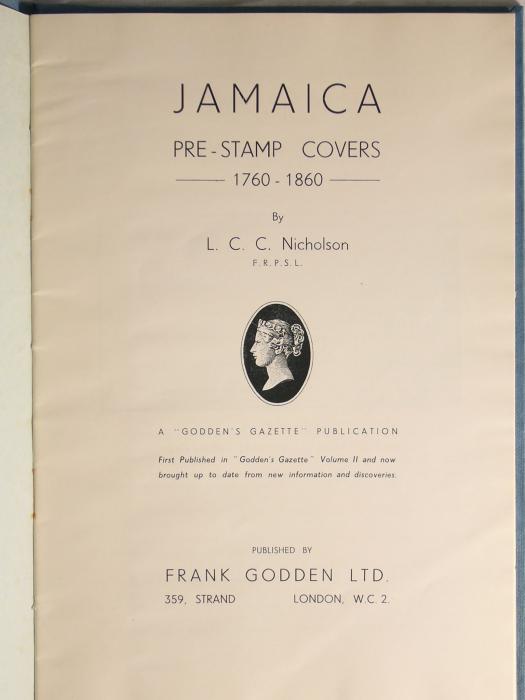 JAMAICA
PRE-STAMP COVERS
1760 - 1860
By
L. C. C. Nicholson
F.R.P.S.L.
A "GODDEN'S GAZETTE" PUBLICATION
First Published in "Godden's Gazette" Volume II and now
brought up to date from new information and discoveries.
PUBLISHED BY
FRANK GODDEN LTD.
359, STRAND LONDON, W.C. 2.